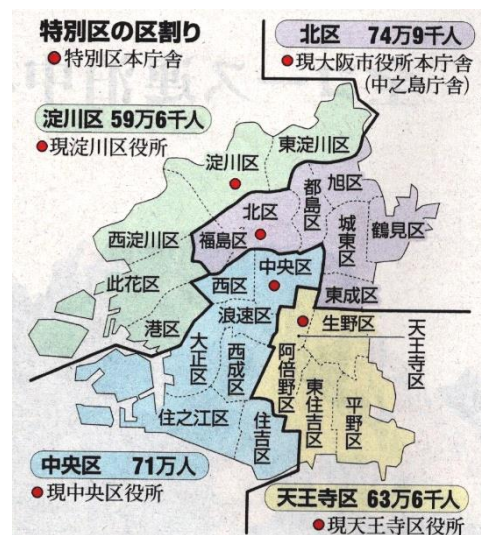 特別区の区割り
●特別区本庁舎
北区 74万9千人
●現大阪市役所本庁舎
(中之島庁舎)
淀川区 59万6千人
●現淀川区役所
東淀川区
淀川区
旭区
都島区
北区
福島区
城東区
鶴見区
西淀川区
中央区
西区
東成区
此花区
港区
浪速区
生野区
天王寺区
大正区
西成区
阿倍野区
東住吉区
平野区
住之江区
住吉区
中央区 71万人
●現中央区役所
天王寺区 63万6千人
●現天王寺区役所